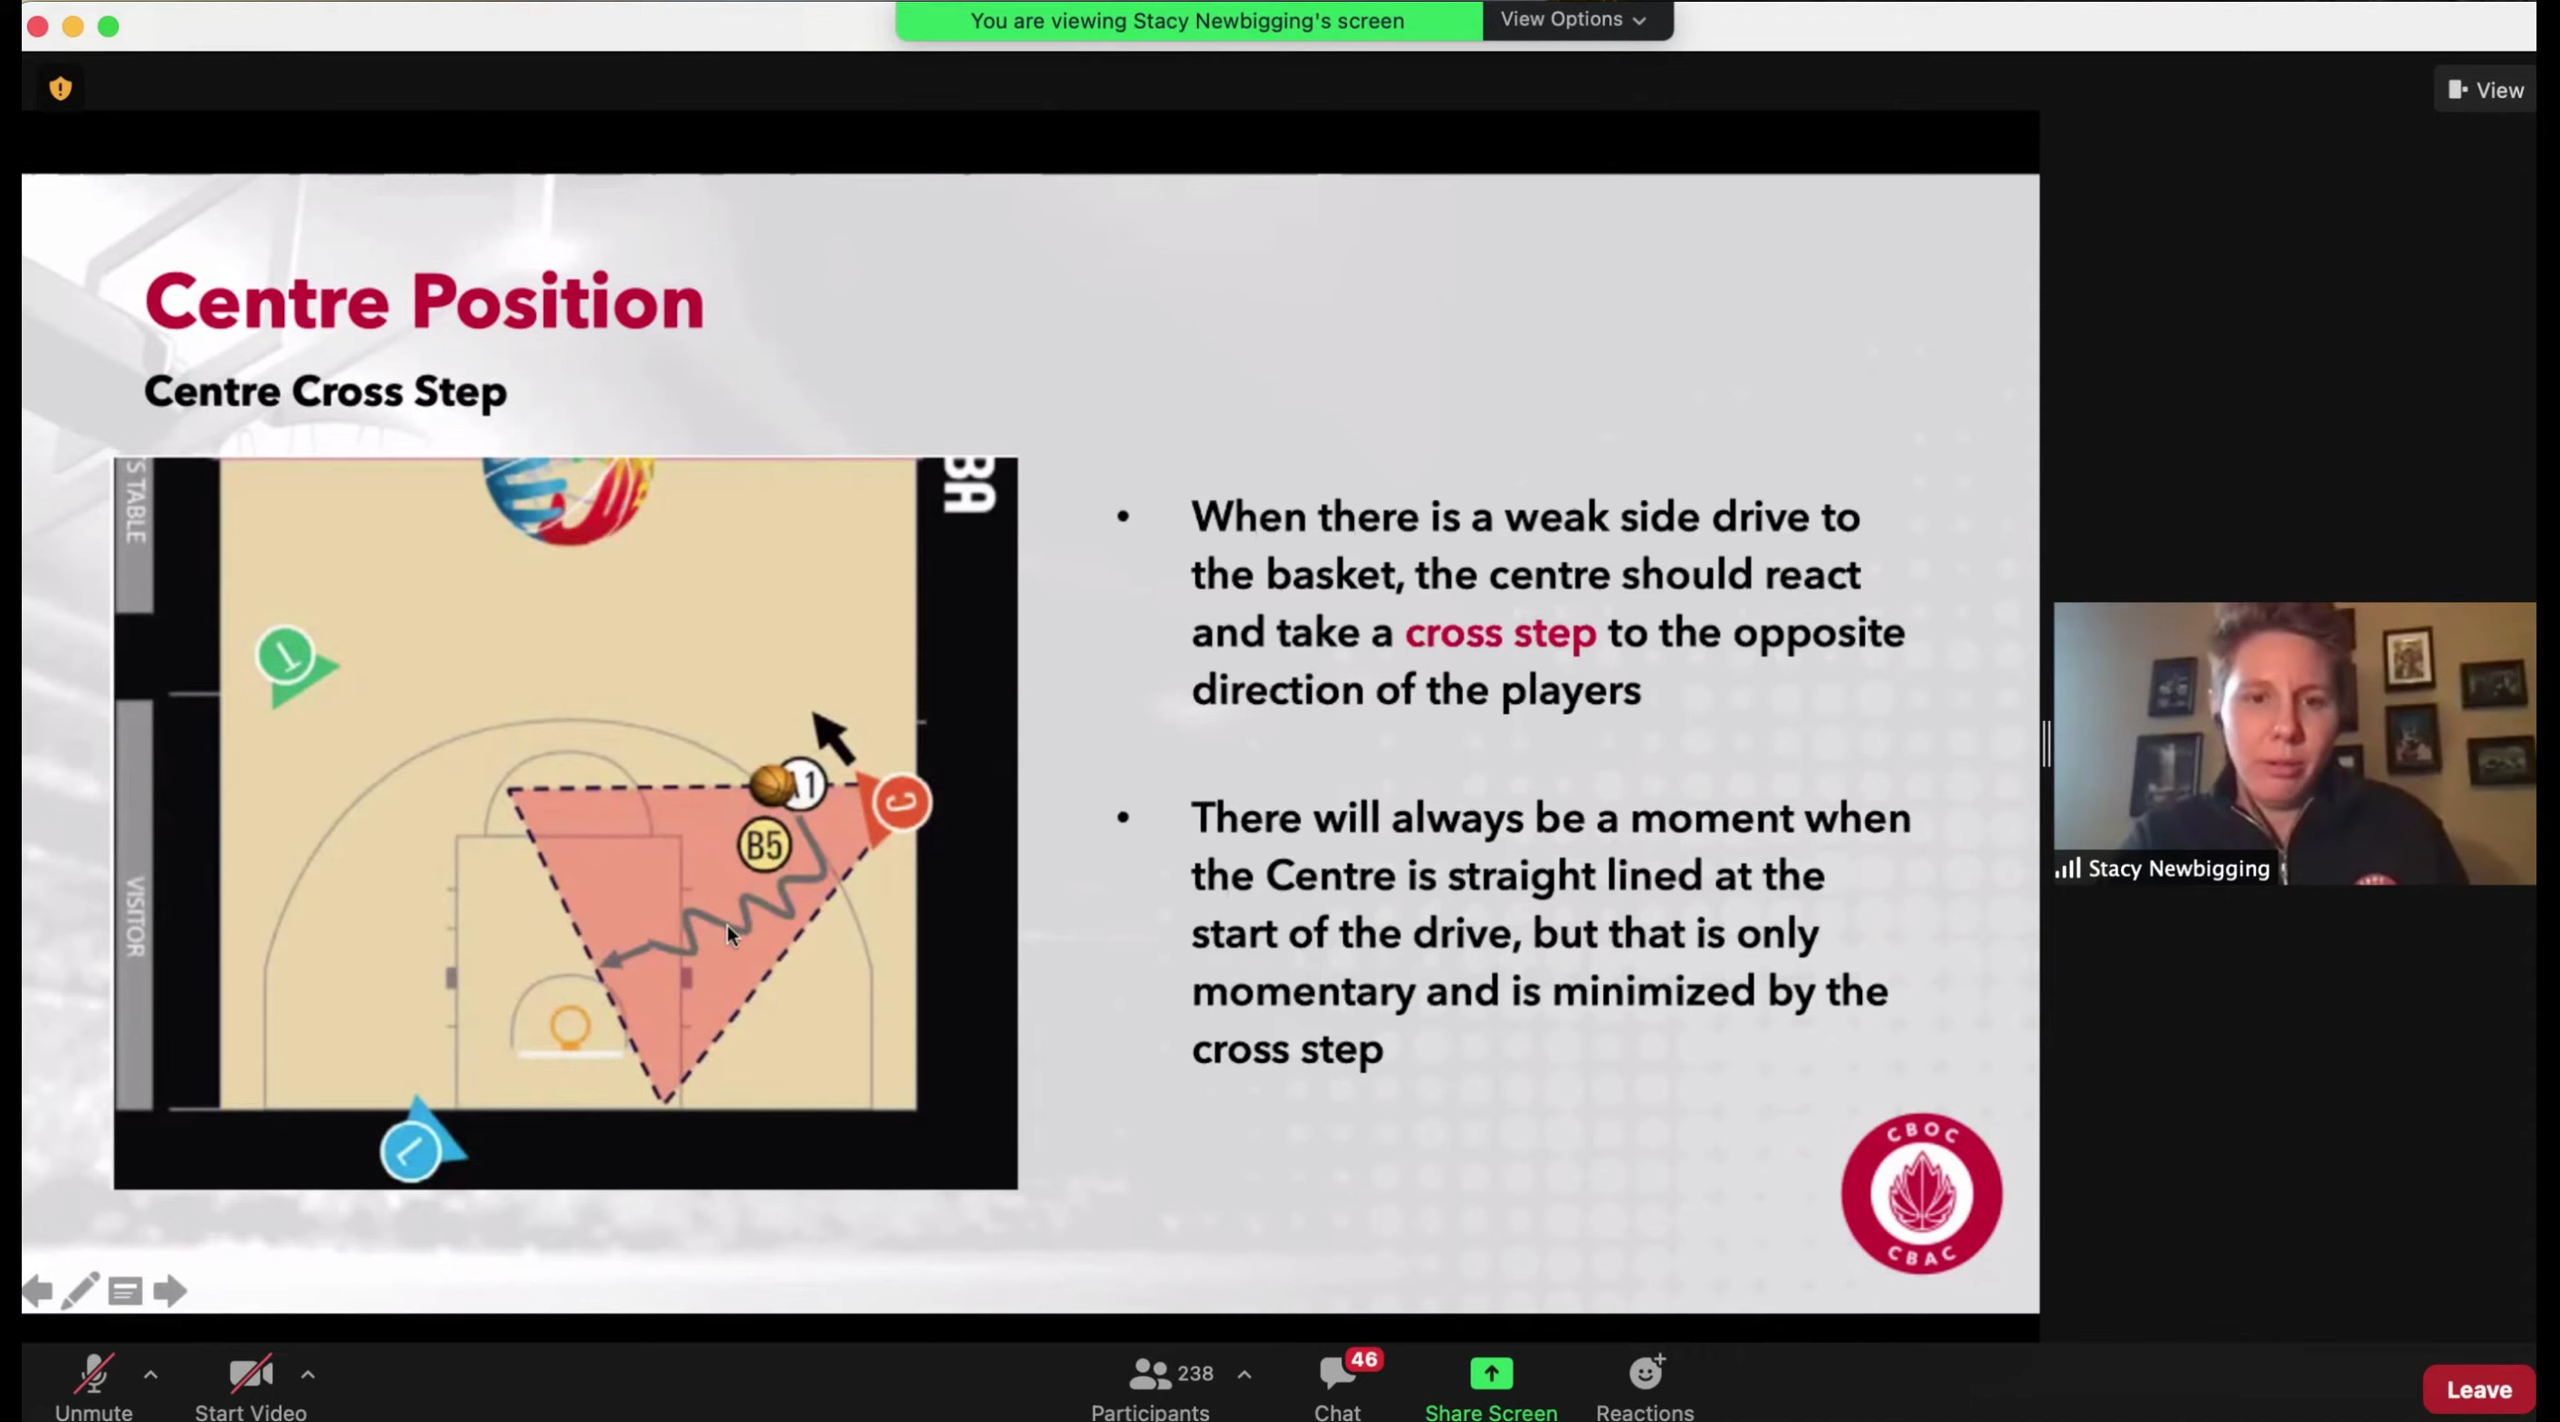 You are viewing Stacy Newbigging's screen
View Options
View
Centre Position
Centre Cross Step
S TABLE
BA
VISITOR
T
A1
C
B5
L
• When there is a weak side drive to
the basket, the centre should react
and take a cross step to the opposite
direction of the players
• There will always be a moment when
the Centre is straight lined at the
start of the drive, but that is only
momentary and is minimized by the
cross step
CBOC
CBAC
Stacy Newbigging
Unmute
Start Video
238
Participants
46
Chat
Share Screen
Reactions
Leave